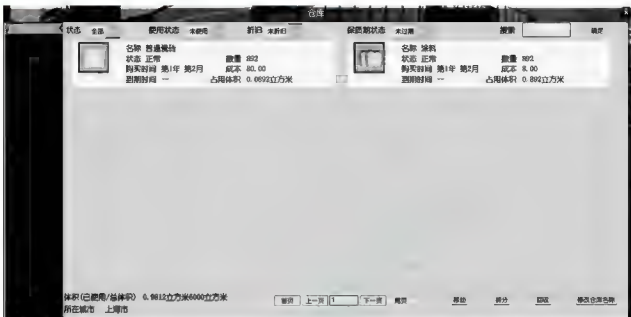 仓库
状态 全部 使用状态 未使用 折旧 未折旧 保质期状态 未过期 搜索 确定
名称 普通瓷砖
状态 正常 数量 892
购买时间 第1年 第2月 成本 80.00
到期时间 -- 占用体积 0.0892立方米
名称 涂料
状态 正常 数量 892
购买时间 第1年 第2月 成本 8.00
到期时间 -- 占用体积 0.892立方米
体积(已使用/总体积) 0.9812立方米6000立方米
所在城市 上海市
首页 上一页 1 下一页 尾页 移动 拆分 回收 修改仓库名称